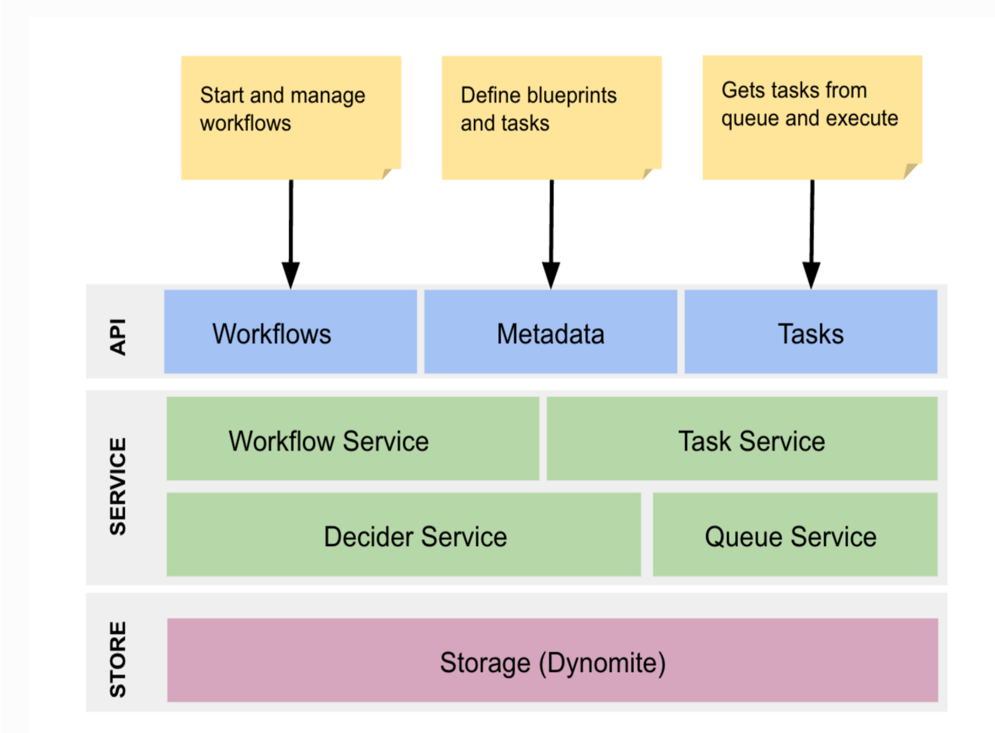 Start and manage
workflows
Define blueprints
and tasks
Gets tasks from
queue and execute
API
Workflows
Metadata
Tasks
SERVICE
Workflow Service
Task Service
Decider Service
Queue Service
STORE
Storage (Dynomite)